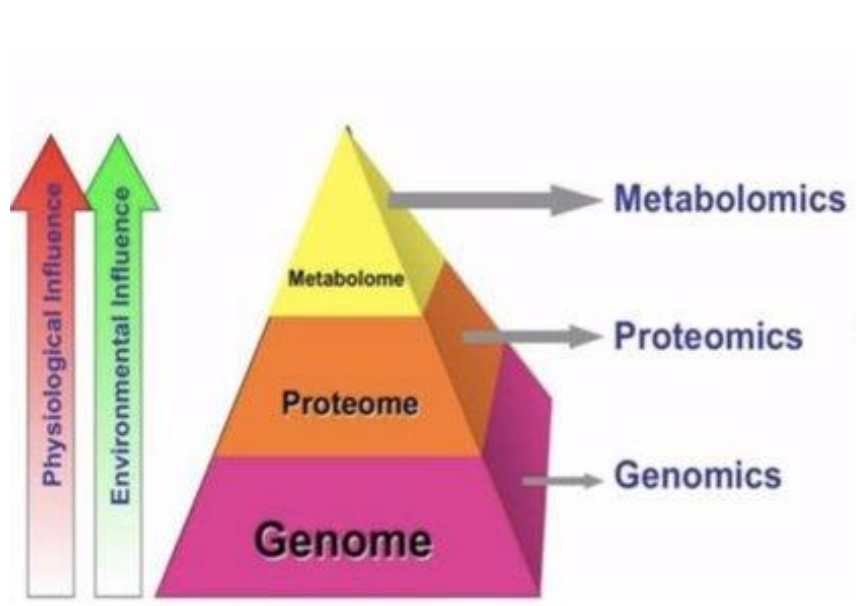 Physiological Influence
Environmental Influence
Metabolome
Proteome
Genome
Metabolomics
Proteomics
Genomics